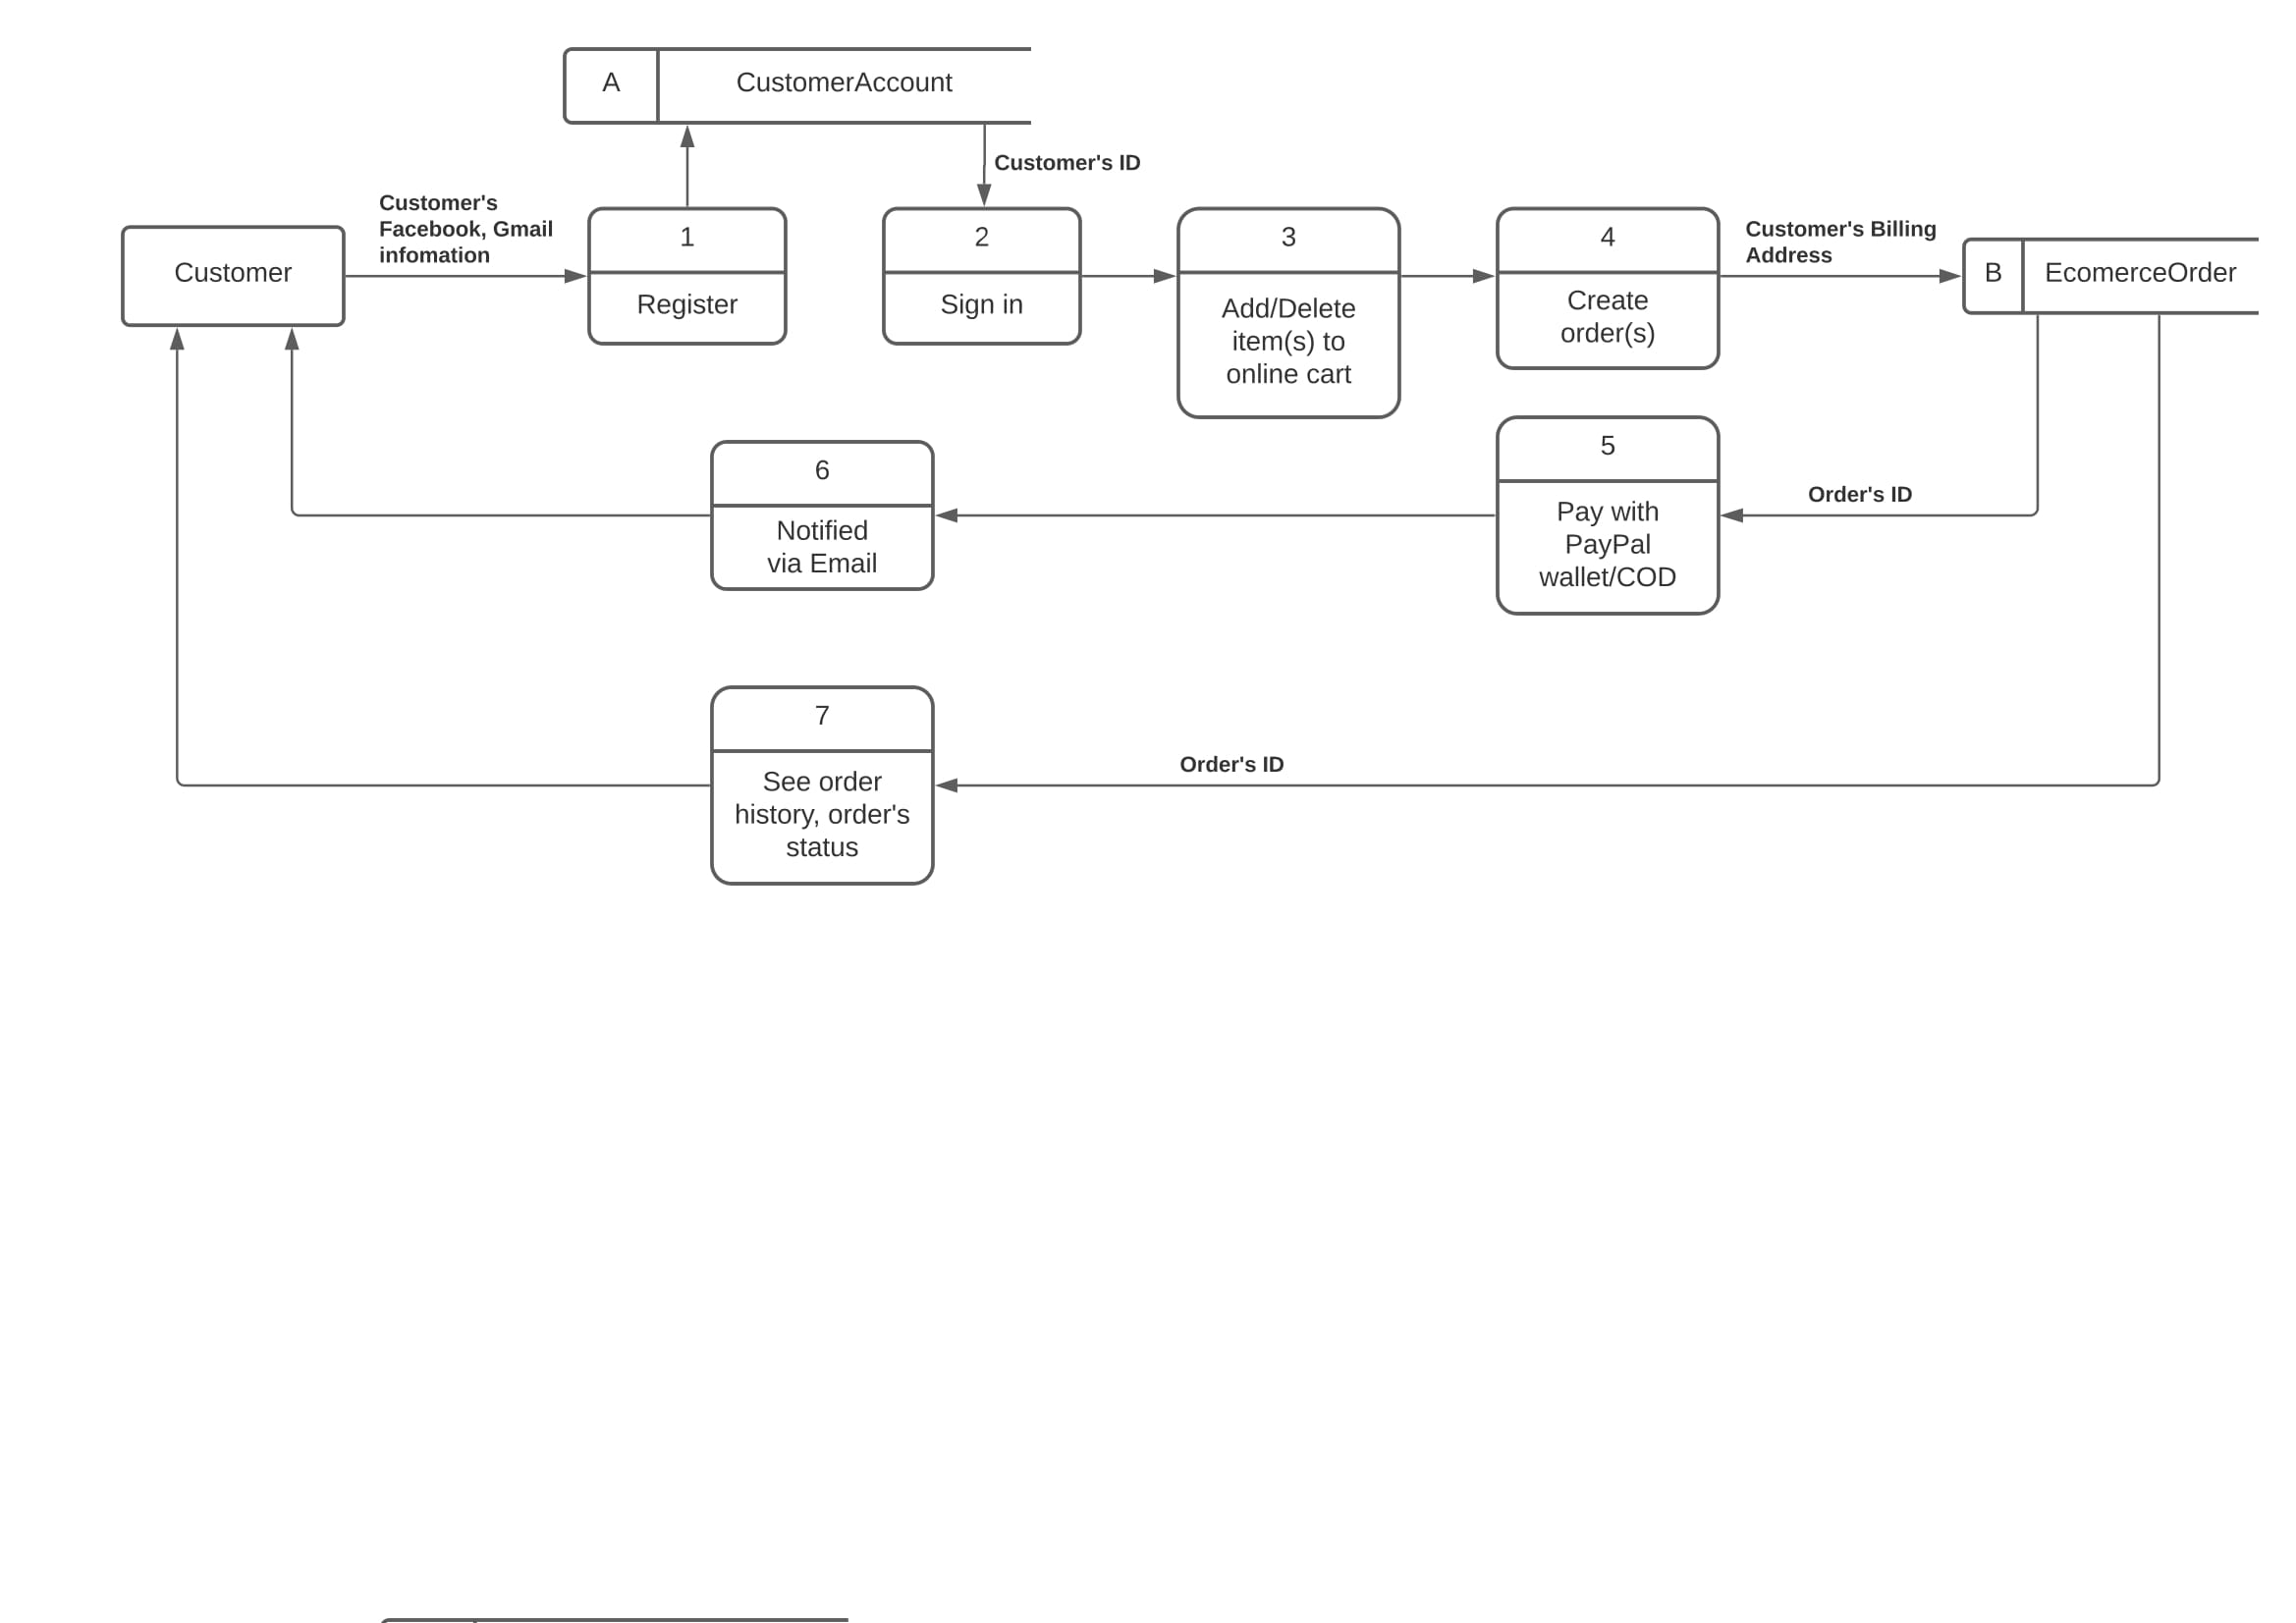 A
CustomerAccount
Customer's ID
Customer's
Facebook, Gmail
infomation
Customer
1
Register
2
Sign in
3
Add/Delete
item(s) to
online cart
4
Create
order(s)
Customer's Billing
Address
B
EcomerceOrder
5
Pay with
PayPal
wallet/COD
Order's ID
6
Notified
via Email
7
See order
history, order's
status
Order's ID